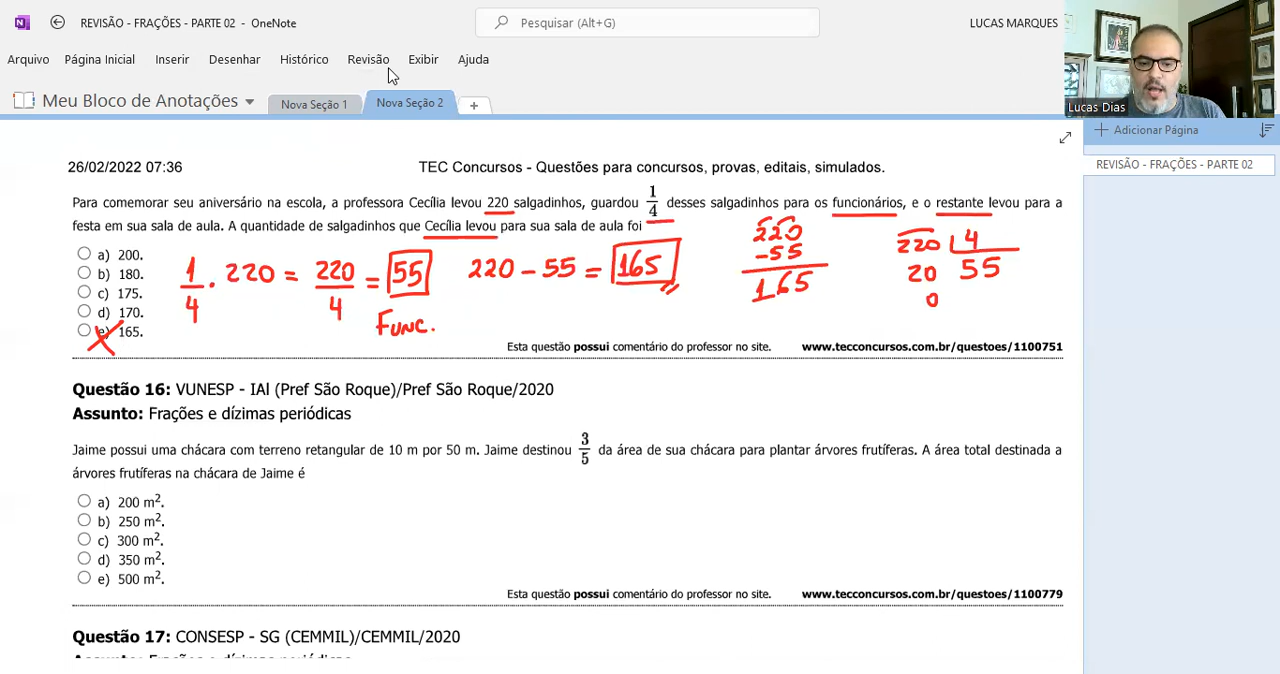 REVISÃO - FRAÇÕES - PARTE 02 - OneNote
Pesquisar (Alt+G)
LUCAS MARQUES
Arquivo Página Inicial Inserir Desenhar Histórico Revisão Exibir Ajuda
Lucas Dias
Meu Bloco de Anotações
Nova Seção 1
Nova Seção 2
+
Adicionar Página
REVISÃO - FRAÇÕES - PARTE 02
26/02/2022 07:36
TEC Concursos - Questões para concursos, provas, editais, simulados.
Para comemorar seu aniversário na escola, a professora Cecília levou 220 salgadinhos, guardou 1/4 desses salgadinhos para os funcionários, e o restante levou para a
festa em sua sala de aula. A quantidade de salgadinhos que Cecília levou para sua sala de aula foi
a) 200.
b) 180.
c) 175.
d) 170.
e) 165.
1/4 . 220 = 220/4 = 55
Func.
220 - 55 = 165
220
-55
165
220 4
20 55
0
Esta questão possui comentário do professor no site. www.tecconcursos.com.br/questoes/1100751
Questão 16: VUNESP - IAI (Pref São Roque)/Pref São Roque/2020
Assunto: Frações e dízimas periódicas
Jaime possui uma chácara com terreno retangular de 10 m por 50 m. Jaime destinou 3/5 da área de sua chácara para plantar árvores frutíferas. A área total destinada a
árvores frutíferas na chácara de Jaime é
a) 200 m².
b) 250 m².
c) 300 m².
d) 350 m².
e) 500 m².
Esta questão possui comentário do professor no site. www.tecconcursos.com.br/questoes/1100779
Questão 17: CONSESP - SG (CEMMIL)/CEMMIL/2020
Assunto: Frações e dízimas periódicas